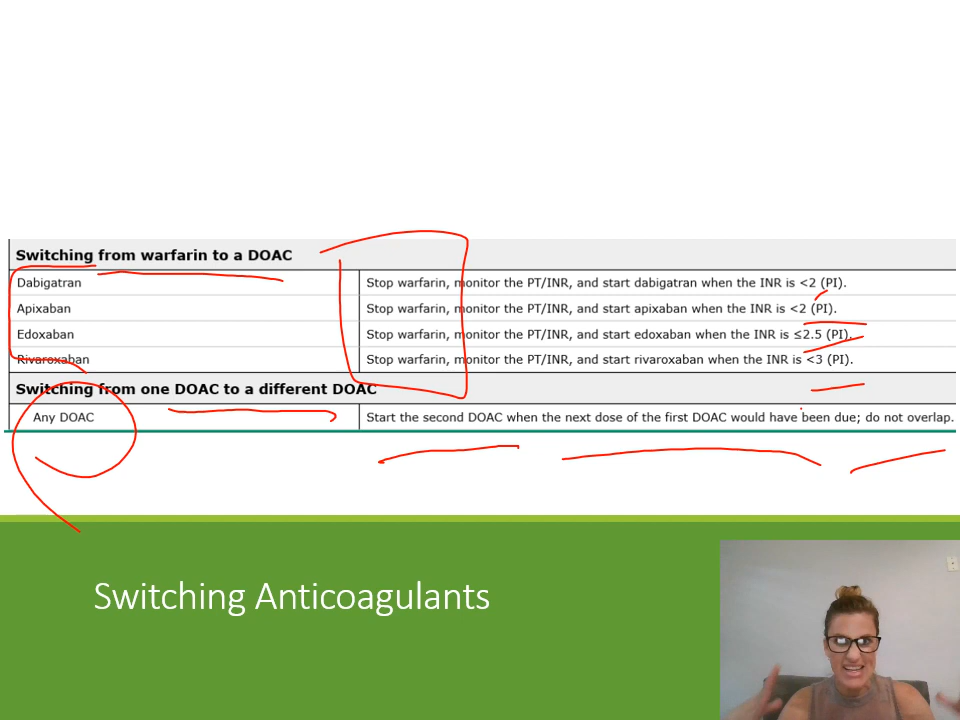 Switching from warfarin to a DOAC
Dabigatran Stop warfarin, monitor the PT/INR, and start dabigatran when the INR is <2 (PI).
Apixaban Stop warfarin, monitor the PT/INR, and start apixaban when the INR is <2 (PI).
Edoxaban Stop warfarin, monitor the PT/INR, and start edoxaban when the INR is ≤2.5 (PI).
Rivaroxaban Stop warfarin, monitor the PT/INR, and start rivaroxaban when the INR is <3 (PI).
Switching from one DOAC to a different DOAC
Any DOAC Start the second DOAC when the next dose of the first DOAC would have been due; do not overlap.
Switching Anticoagulants